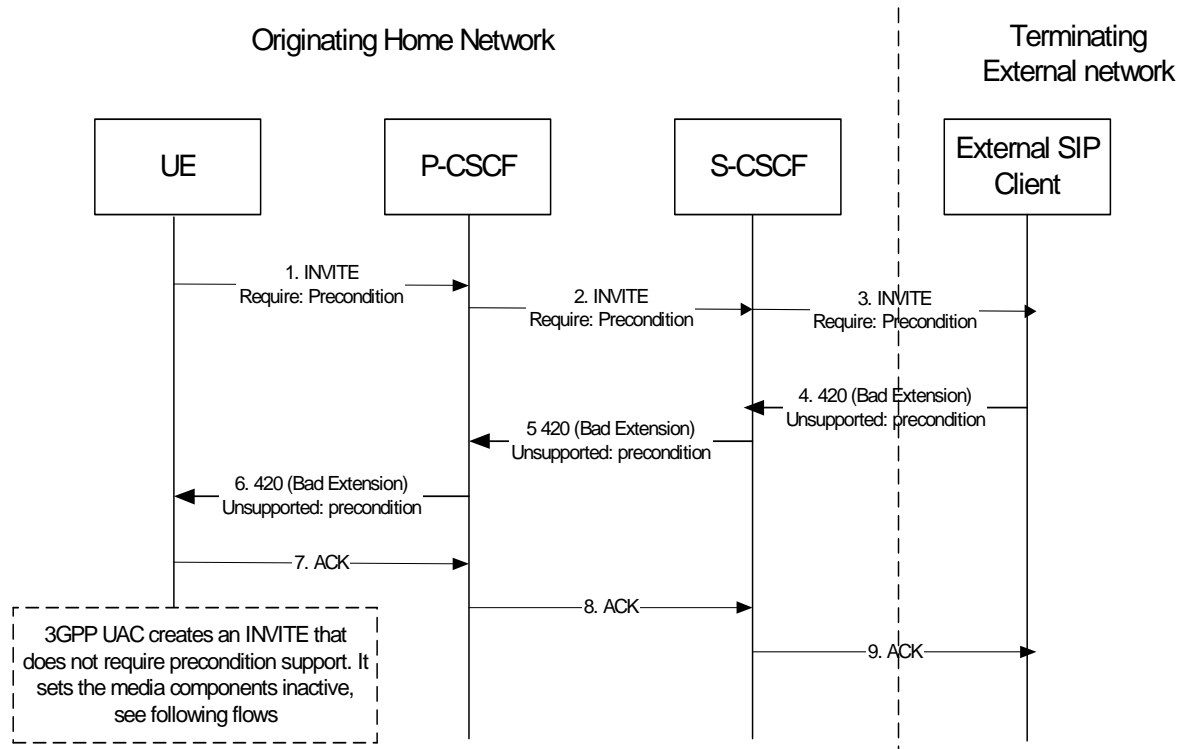 Originating Home Network
Terminating
External network
UE
P-CSCF
S-CSCF
External SIP
Client
1. INVITE
Require: Precondition
2. INVITE
Require: Precondition
3. INVITE
Require: Precondition
4. 420 (Bad Extension)
Unsupported: precondition
5 420 (Bad Extension)
Unsupported: precondition
6. 420 (Bad Extension)
Unsupported: precondition
7. ACK
8. ACK
9. ACK
3GPP UAC creates an INVITE that
does not require precondition support. It
sets the media components inactive,
see following flows